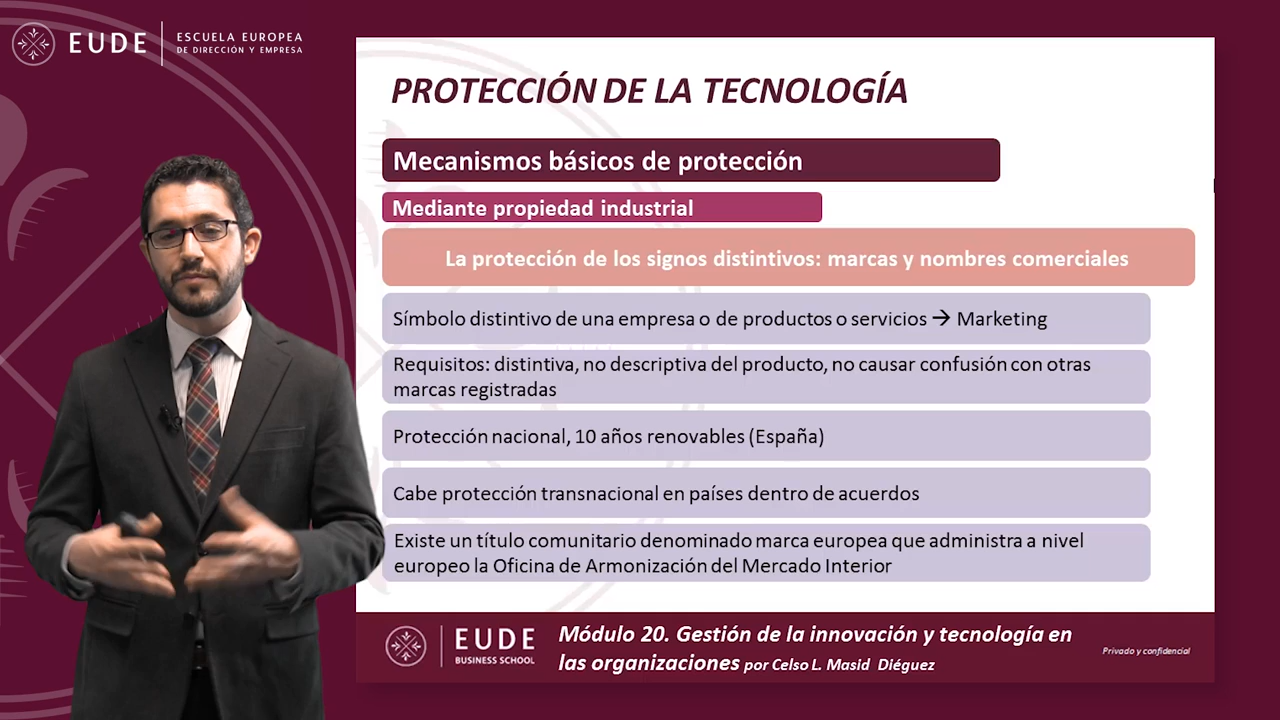 EUDE
ESCUELA EUROPEA
DE DIRECCIÓN Y EMPRESA
PROTECCIÓN DE LA TECNOLOGÍA
Mecanismos básicos de protección
Mediante propiedad industrial
La protección de los signos distintivos: marcas y nombres comerciales
Símbolo distintivo de una empresa o de productos o servicios → Marketing
Requisitos: distintiva, no descriptiva del producto, no causar confusión con otras
marcas registradas
Protección nacional, 10 años renovables (España)
Cabe protección transnacional en países dentro de acuerdos
Existe un título comunitario denominado marca europea que administra a nivel
europeo la Oficina de Armonización del Mercado Interior
EUDE
BUSINESS SCHOOL
Módulo 20. Gestión de la innovación y tecnología en
las organizaciones por Celso L. Masid Diéguez
Privado y confidencial